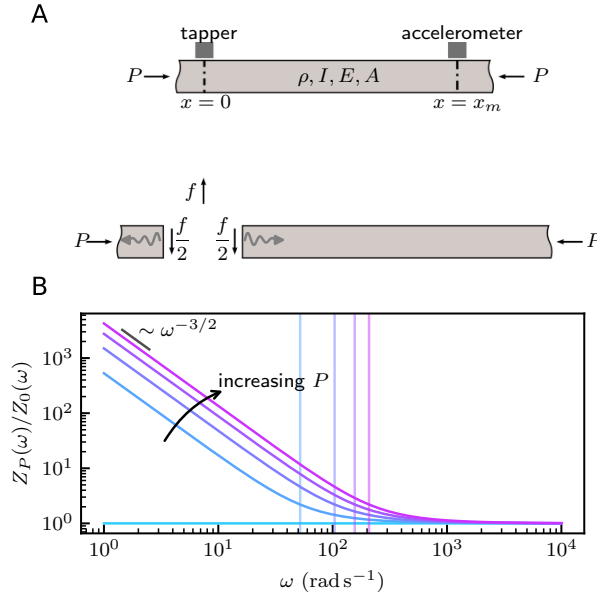 A
tapper
accelerometer
P
ρ, I, E, A
P
x = 0
x = x_m
f
P
f/2
f/2
P
B
~ ω^{-3/2}
increasing P
Z_P(ω)/Z_0(ω)
10^3
10^2
10^1
10^0
10^0
10^1
10^2
10^3
10^4
ω (rad s^{-1})